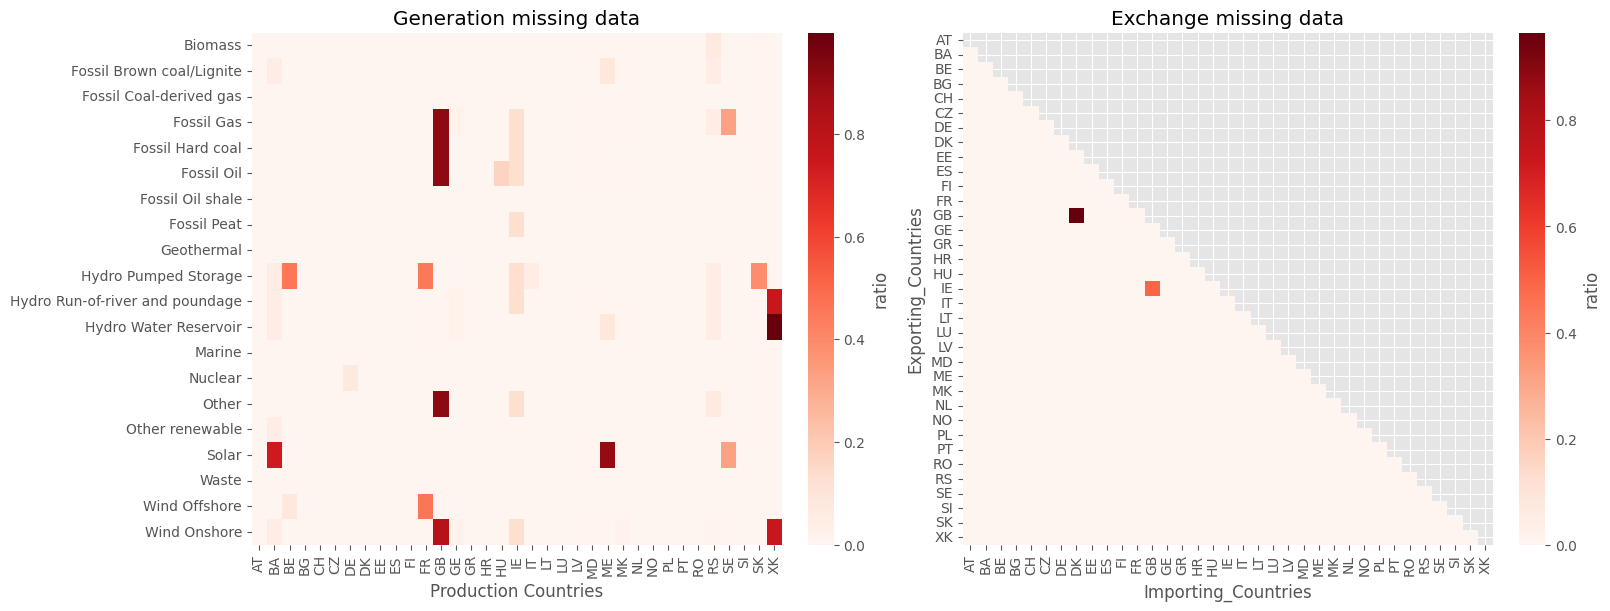 Generation missing data
Biomass
Fossil Brown coal/Lignite
Fossil Coal-derived gas
Fossil Gas
Fossil Hard coal
Fossil Oil
Fossil Oil shale
Fossil Peat
Geothermal
Hydro Pumped Storage
Hydro Run-of-river and poundage
Hydro Water Reservoir
Marine
Nuclear
Other
Other renewable
Solar
Waste
Wind Offshore
Wind Onshore
AT BA BE BG CH CZ DE DK EE ES FI FR GB GE GR HR HU IE IT LT LU LV MD ME MK NL NO PL PT RO RS SE SI SK XK
Production Countries
0.8
0.6
0.4
0.2
0.0
ratio
Exchange missing data
Exporting_Countries
AT
BA
BE
BG
CH
CZ
DE
DK
EE
ES
FI
FR
GB
GE
GR
HR
HU
IE
IT
LT
LU
LV
MD
ME
MK
NL
NO
PL
PT
RO
RS
SE
SI
SK
XK
AT BA BE BG CH CZ DE DK EE ES FI FR GB GE GR HR HU IE IT LT LU LV MD ME MK NL NO PL PT RO RS SE SI SK XK
Importing_Countries
0.8
0.6
0.4
0.2
0.0
ratio